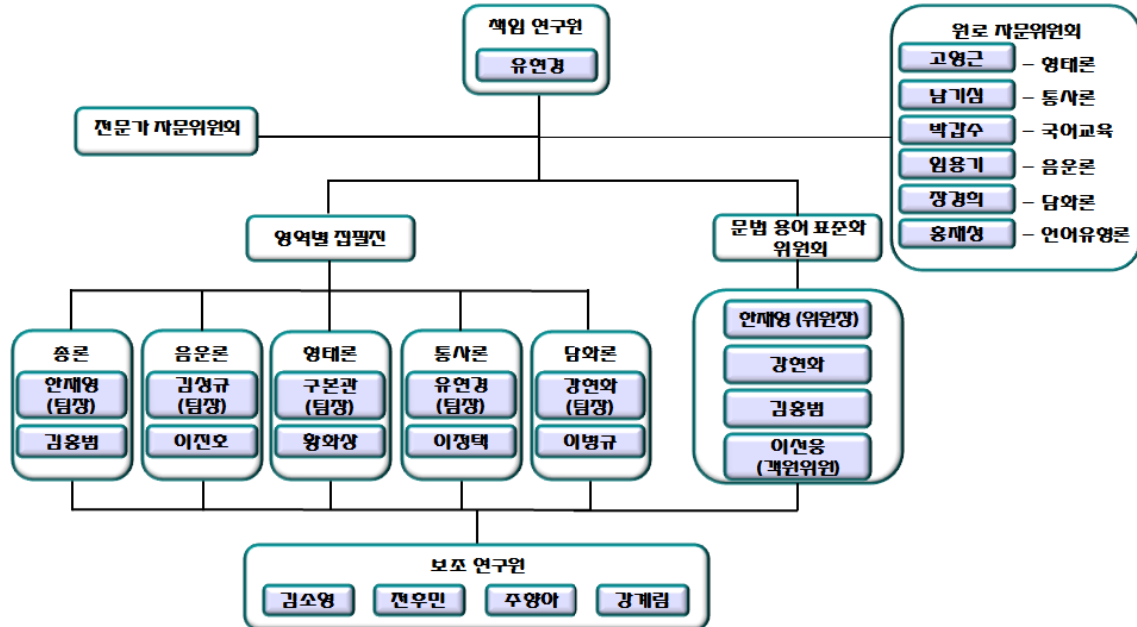 책임 연구원
유현경
원로 자문위원회
고영근 – 형태론
남기심 – 통사론
박갑수 – 국어교육
임용기 – 음운론
장경희 – 담화론
홍재성 – 언어유형론
전문가 자문위원회
영역별 집필진
문법 용어 표준화
위원회
총론
한재영
(팀장)
김홍범
음운론
김성규
(팀장)
이진호
형태론
구본관
(팀장)
황화상
통사론
유현경
(팀장)
이정택
담화론
강현화
(팀장)
이병규
한재영 (위원장)
강현화
김홍범
이선웅
(객원위원)
보조 연구원
김소영
전후민
주향아
강계림